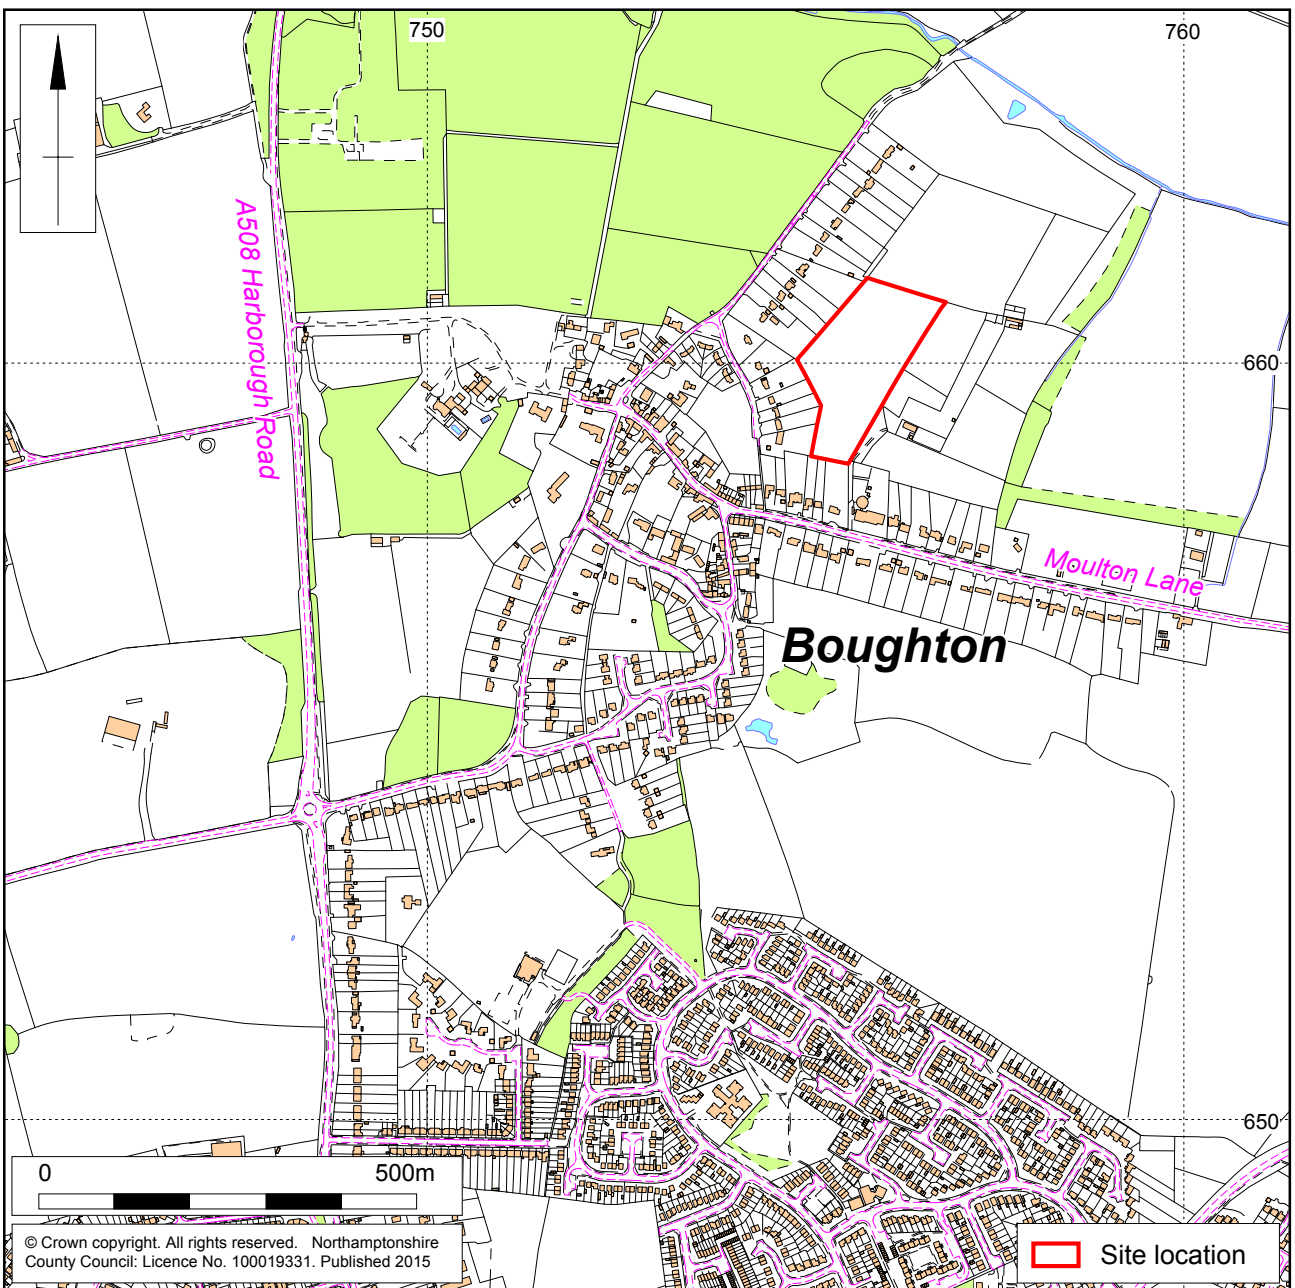 750
760
A508 Harborough Road
660
Moulton Lane
Boughton
650
0 500m
© Crown copyright. All rights reserved. Northamptonshire
County Council: Licence No. 100019331. Published 2015
Site location